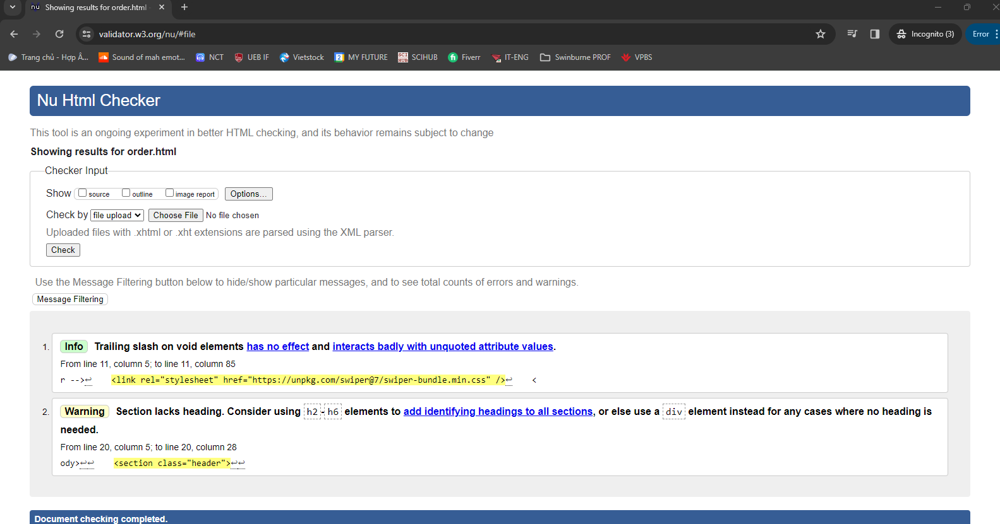 Showing results for order.html
validator.w3.org/nu/#file
Incognito (3)
Error
Trang chủ - Hợp Â...
Sound of mah emot...
NCT
UEB IF
Vietstock
2 MY FUTURE
SCI HUB SCIHUB
fi Fiverr
IT-ENG
Swinburne PROF
VPBS
Nu Html Checker
This tool is an ongoing experiment in better HTML checking, and its behavior remains subject to change
Showing results for order.html
Checker Input
Show source outline image report Options...
Check by file upload Choose File No file chosen
Uploaded files with .xhtml or .xht extensions are parsed using the XML parser.
Check
Use the Message Filtering button below to hide/show particular messages, and to see total counts of errors and warnings.
Message Filtering
1. Info Trailing slash on void elements has no effect and interacts badly with unquoted attribute values.
From line 11, column 5; to line 11, column 85
r -->↩ <link rel="stylesheet" href="https://unpkg.com/swiper@7/swiper-bundle.min.css" />↩ <
2. Warning Section lacks heading. Consider using h2-h6 elements to add identifying headings to all sections, or else use a div element instead for any cases where no heading is
needed.
From line 20, column 5; to line 20, column 28
ody>↩↩ <section class="header">↩↩
Document checking completed.